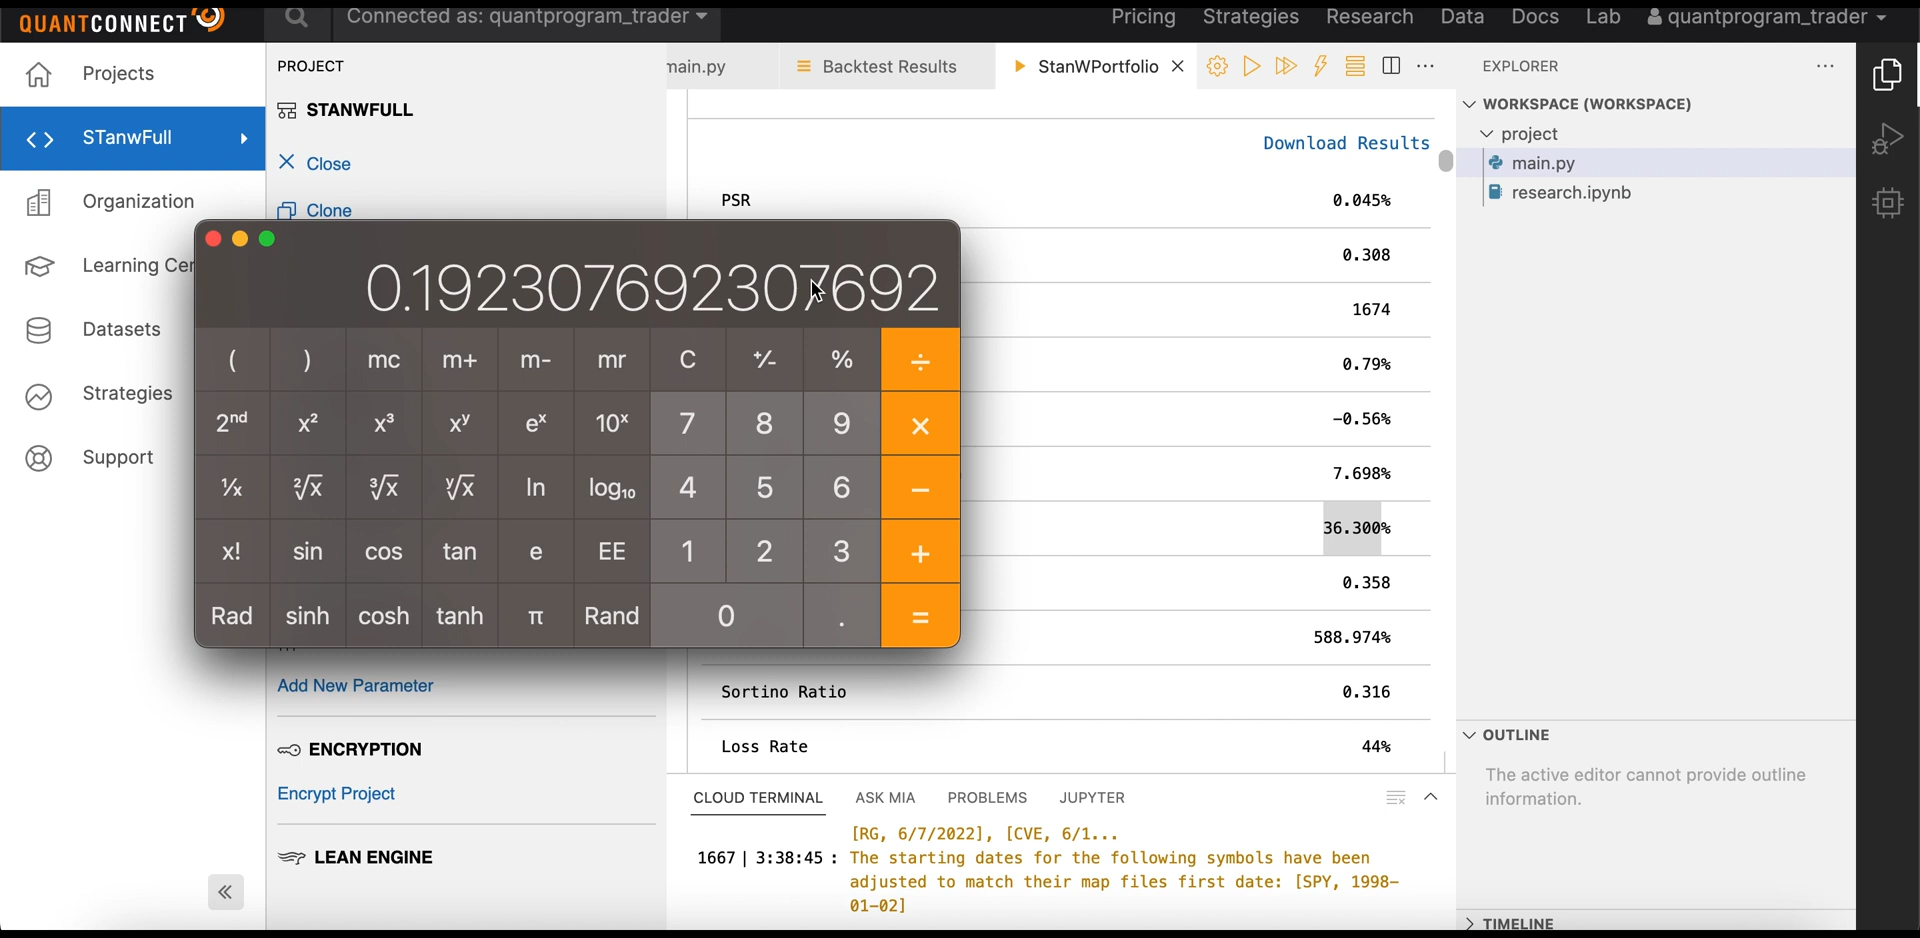 QUANTCONNECT
Connected as: quantprogram_trader
Pricing
Strategies
Research
Data
Docs
Lab
quantprogram_trader
Projects
STanwFull
Organization
Learning Cen
Datasets
Strategies
Support
PROJECT
STANWFULL
Close
Clone
Add New Parameter
ENCRYPTION
Encrypt Project
LEAN ENGINE
0.192307692307692
( ) mc m+ m- mr C +/- % ÷
2nd x² x³ xʸ eˣ 10ˣ 7 8 9 ×
1/x ²√x ³√x ʸ√x ln log₁₀ 4 5 6 −
x! sin cos tan e EE 1 2 3 +
Rad sinh cosh tanh π Rand 0 . =
main.py
Backtest Results
StanWPortfolio
Download Results
PSR 0.045%
0.308
1674
0.79%
-0.56%
7.698%
36.300%
0.358
588.974%
Sortino Ratio 0.316
Loss Rate 44%
CLOUD TERMINAL
ASK MIA
PROBLEMS
JUPYTER
[RG, 6/7/2022], [CVE, 6/1...
1667 | 3:38:45 : The starting dates for the following symbols have been
adjusted to match their map files first date: [SPY, 1998-
01-02]
EXPLORER
WORKSPACE (WORKSPACE)
project
main.py
research.ipynb
OUTLINE
The active editor cannot provide outline
information.
TIMELINE